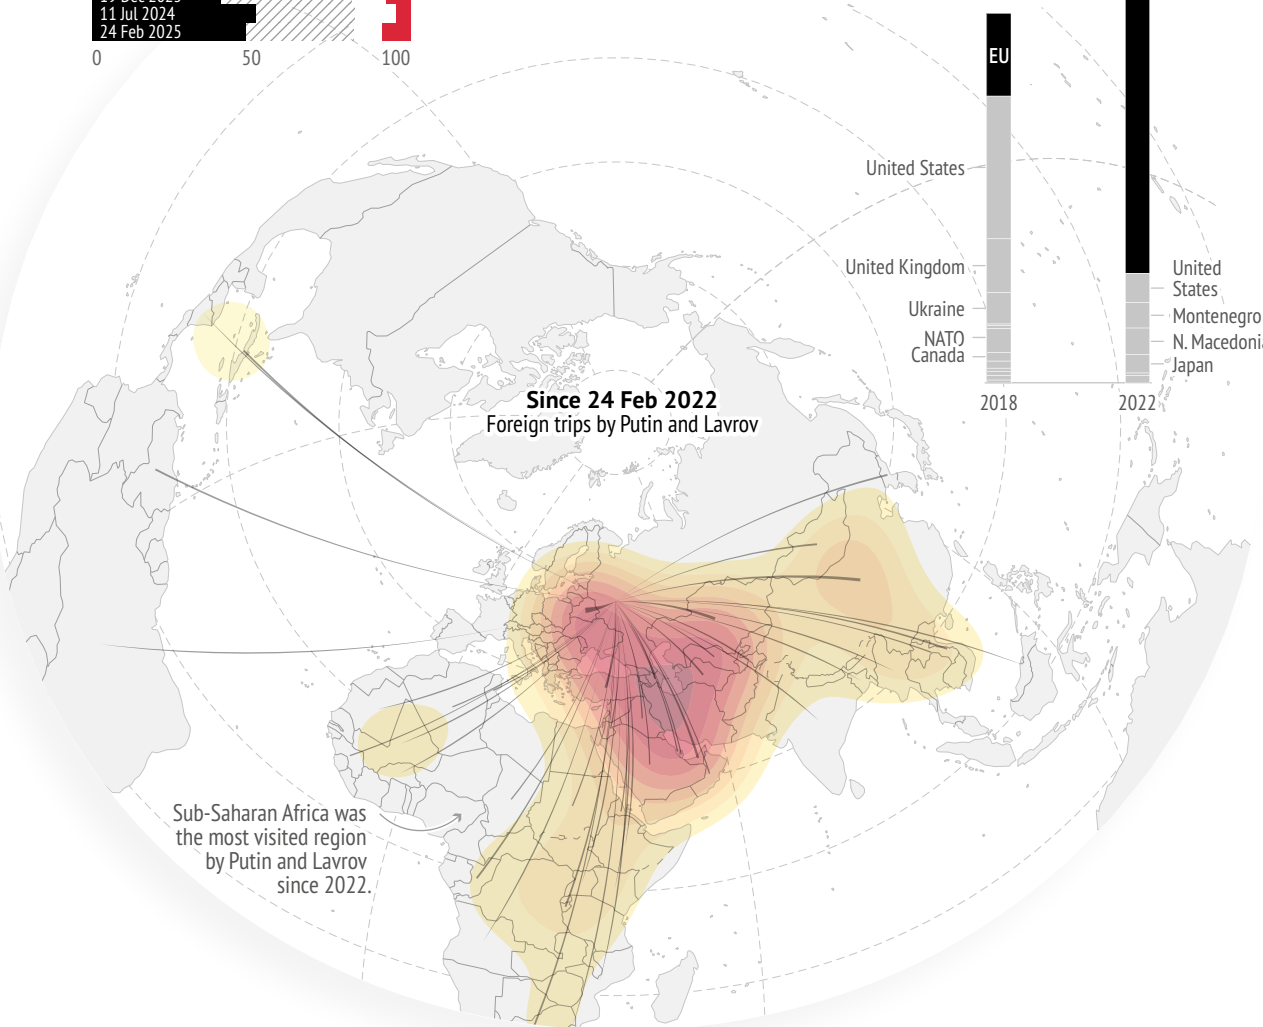 11 Jul 2024
24 Feb 2025
0
50
100
EU
United States
United Kingdom
Ukraine
NATO
Canada
2018
United
States
Montenegro
N. Macedonia
Japan
2022
Since 24 Feb 2022
Foreign trips by Putin and Lavrov
Sub-Saharan Africa was
the most visited region
by Putin and Lavrov
since 2022.